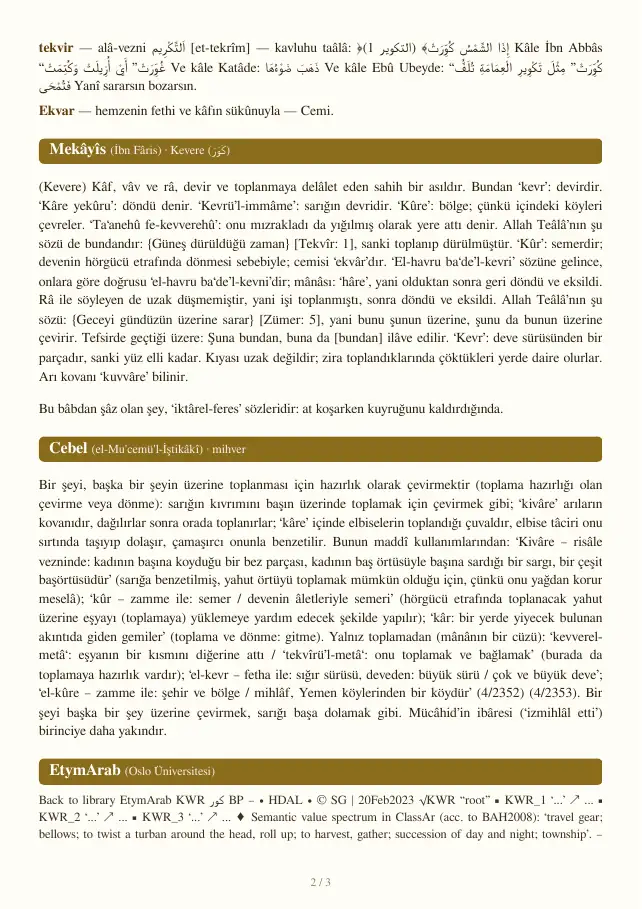 tekvir — alâ-vezni اَلتَّكْرِيم [et-tekrîm] — kavluhu taâlâ: ﴿إِذَا الشَّمْسُ كُوِّرَتْ﴾ (التكوير 1) Kâle İbn Abbâs
“غُوِّرَتْ” أَيْ أُزِيلَتْ وَكُتِمَتْ Ve kâle Katâde: ذَهَبَ ضَوْءُهَا Ve kâle Ebû Ubeyde: “كُوِّرَتْ” مِثْلَ تَكْوِيرِ الْعِمَامَةِ تُلَفُّ
فَتُمْحَى Yanî sararsın bozarsın.
Ekvar — hemzenin fethi ve kâfın sükûnuyla — Cemi.
Mekâyîs (İbn Fâris) · Kevere (كَوَرَ)
(Kevere) Kâf, vâv ve râ, devir ve toplanmaya delâlet eden sahih bir asıldır. Bundan ‘kevr’: devirdir.
‘Kâre yekûru’: döndü denir. ‘Kevrü’l-immâme’: sarığın devridir. ‘Kûre’: bölge; çünkü içindeki köyleri
çevreler. ‘Ta‘anehû fe-kevverehû’: onu mızrakladı da yığılmış olarak yere attı denir. Allah Teâlâ’nın şu
sözü de bundandır: {Güneş dürüldüğü zaman} [Tekvîr: 1], sanki toplanıp dürülmüştür. ‘Kûr’: semerdir;
devenin hörgücü etrafında dönmesi sebebiyle; cemisi ‘ekvâr’dır. ‘El-havru ba‘de’l-kevri’ sözüne gelince,
onlara göre doğrusu ‘el-havru ba‘de’l-kevni’dir; mânâsı: ‘hâre’, yani olduktan sonra geri döndü ve eksildi.
Râ ile söyleyen de uzak düşmemiştir, yani işi toplanmıştı, sonra döndü ve eksildi. Allah Teâlâ’nın şu
sözü: {Geceyi gündüzün üzerine sarar} [Zümer: 5], yani bunu şunun üzerine, şunu da bunun üzerine
çevirir. Tefsirde geçtiği üzere: Şuna bundan, buna da [bundan] ilâve edilir. ‘Kevr’: deve sürüsünden bir
parçadır, sanki yüz elli kadar. Kıyası uzak değildir; zira toplandıklarında çöktükleri yerde daire olurlar.
Arı kovanı ‘kuvvâre’ bilinir.
Bu bâbdan şâz olan şey, ‘iktârel-feres’ sözleridir: at koşarken kuyruğunu kaldırdığında.
Cebel (el-Mu'cemü'l-İştikâkî) · mihver
Bir şeyi, başka bir şeyin üzerine toplanması için hazırlık olarak çevirmektir (toplama hazırlığı olan
çevirme veya dönme): sarığın kıvrımını başın üzerinde toplamak için çevirmek gibi; ‘kivâre’ arıların
kovanıdır, dağılırlar sonra orada toplanırlar; ‘kâre’ içinde elbiselerin toplandığı çuvaldır, elbise tâciri onu
sırtında taşıyıp dolaşır, çamaşırcı onunla benzetilir. Bunun maddî kullanımlarından: ‘Kivâre – risâle
vezninde: kadının başına koyduğu bir bez parçası, kadının baş örtüsüyle başına sardığı bir sargı, bir çeşit
başörtüsüdür’ (sarığa benzetilmiş, yahut örtüyü toplamak mümkün olduğu için, çünkü onu yağdan korur
meselâ); ‘kûr – zamme ile: semer / devenin âletleriyle semeri’ (hörgücü etrafında toplanacak yahut
üzerine eşyayı (toplamaya) yüklemeye yardım edecek şekilde yapılır); ‘kâr: bir yerde yiyecek bulunan
akıntıda giden gemiler’ (toplama ve dönme: gitme). Yalnız toplamadan (mânânın bir cüzü): ‘kevverel-
metâ‘: eşyanın bir kısmını diğerine attı / ‘tekvîrü’l-metâ‘: onu toplamak ve bağlamak’ (burada da
toplamaya hazırlık vardır); ‘el-kevr – fetha ile: sığır sürüsü, deveden: büyük sürü / çok ve büyük deve’;
‘el-kûre – zamme ile: şehir ve bölge / mihlâf, Yemen köylerinden bir köydür’ (4/2352) (4/2353). Bir
şeyi başka bir şey üzerine çevirmek, sarığı başa dolamak gibi. Mücâhid’in ibâresi (‘izmihlâl etti’)
birinciye daha yakındır.
EtymArab (Oslo Üniversitesi)
Back to library EtymArab KWR كور BP – • HDAL • © SG | 20Feb2023 √KWR “root” ▪ KWR_1 ‘...’ ↗ ... ▪
KWR_2 ‘...’ ↗ ... ▪ KWR_3 ‘...’ ↗ ... ♦ Semantic value spectrum in ClassAr (acc. to BAH2008): ‘travel gear;
bellows; to twist a turban around the head, roll up; to harvest, gather; succession of day and night; township’. –
2 / 3